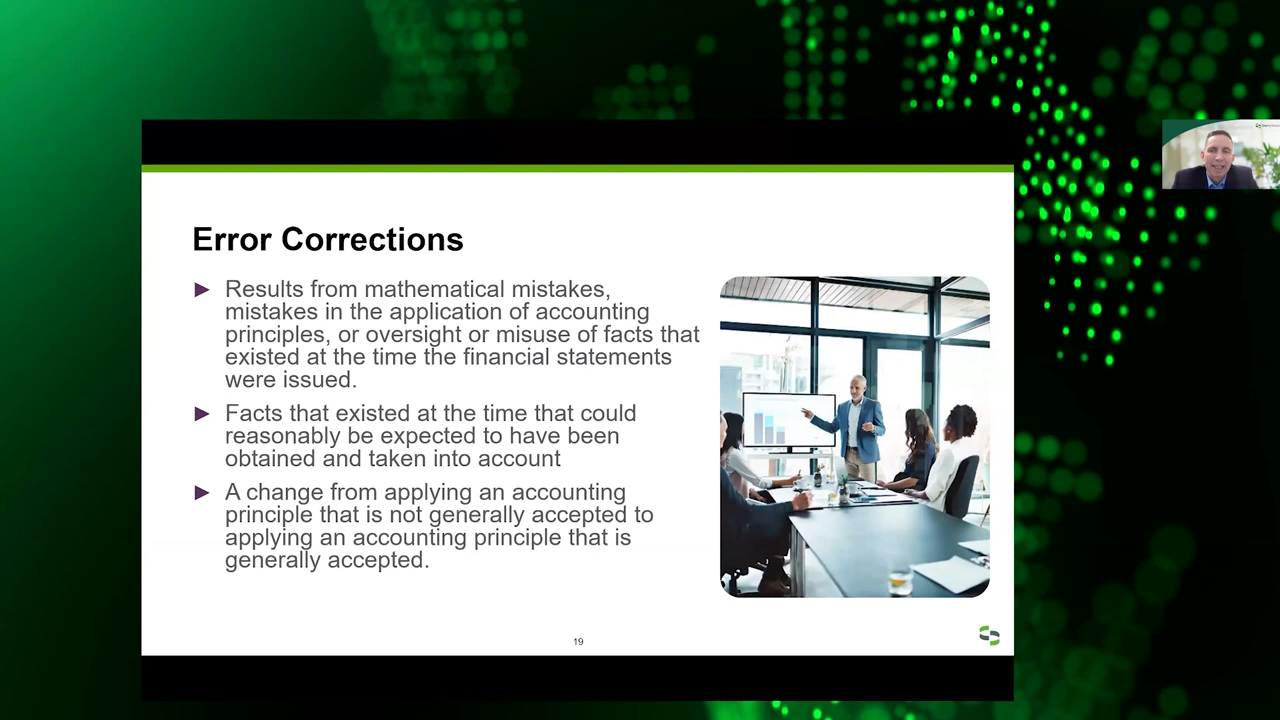 Error Corrections
► Results from mathematical mistakes,
mistakes in the application of accounting
principles, or oversight or misuse of facts that
existed at the time the financial statements
were issued.
► Facts that existed at the time that could
reasonably be expected to have been
obtained and taken into account
► A change from applying an accounting
principle that is not generally accepted to
applying an accounting principle that is
generally accepted.
19